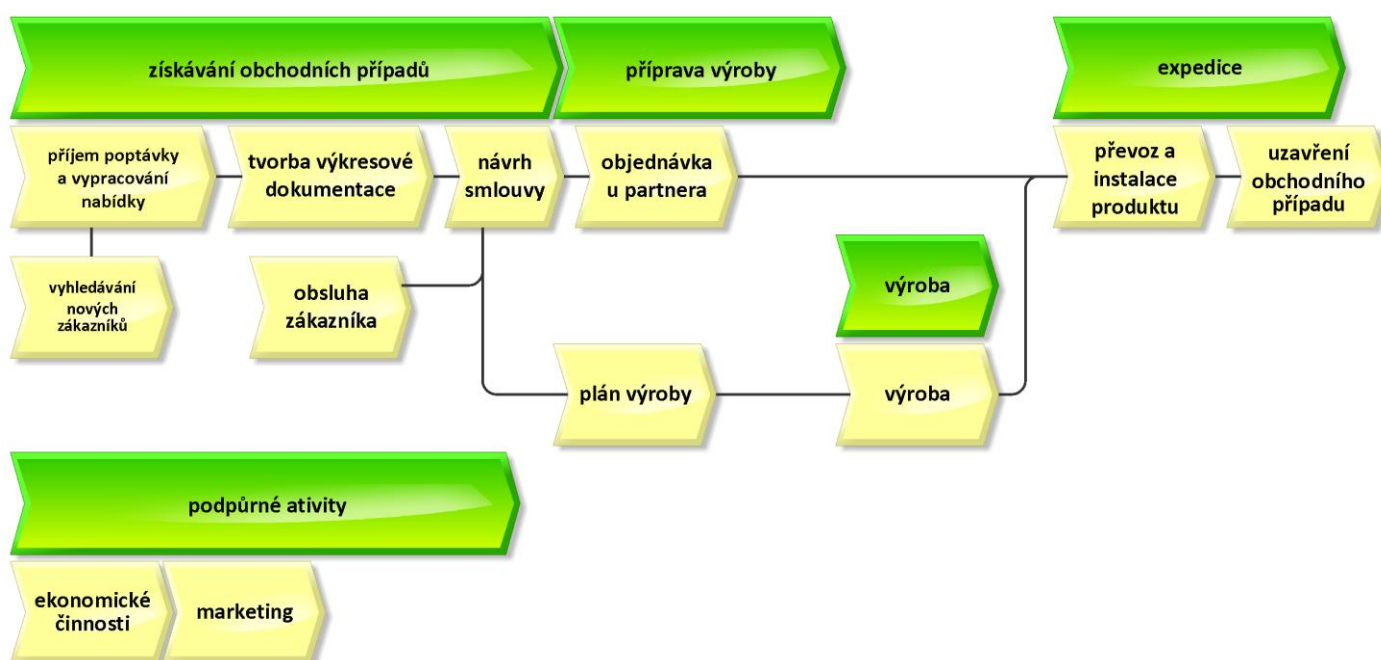 získávání obchodních případů
příprava výroby
expedice
příjem poptávky
a vypracování
nabídky
tvorba výkresové
dokumentace
návrh
smlouvy
objednávka
u partnera
převoz a
instalace
produktu
uzavření
obchodního
případu
vyhledávání
nových
zákazníků
obsluha
zákazníka
výroba
plán výroby
výroba
podpůrné ativity
ekonomické
činnosti
marketing